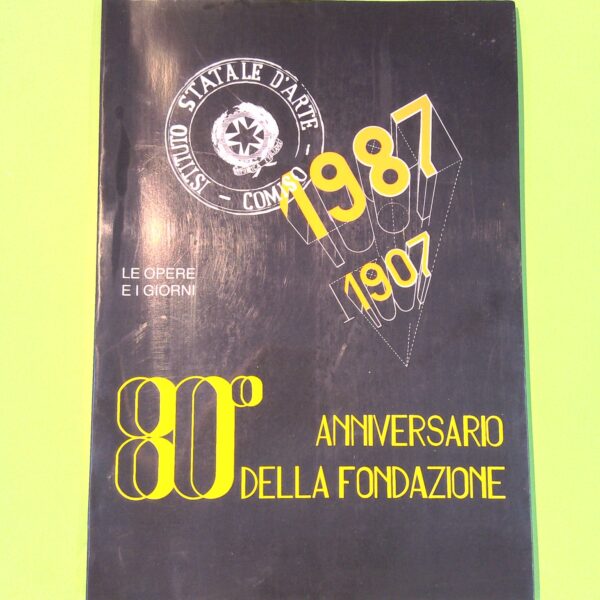 ISTITUTO STATALE D'ARTE - COMISO -
1987
1907
LE OPERE
E I GIORNI
80° ANNIVERSARIO
DELLA FONDAZIONE